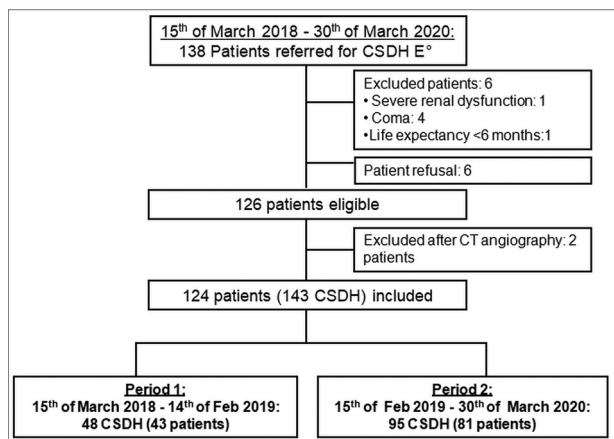 15th of March 2018 - 30th of March 2020:
138 Patients referred for CSDH E°
Excluded patients: 6
• Severe renal dysfunction: 1
• Coma: 4
• Life expectancy <6 months:1
Patient refusal: 6
126 patients eligible
Excluded after CT angiography: 2
patients
124 patients (143 CSDH) included
Period 1:
15th of March 2018 - 14th of Feb 2019:
48 CSDH (43 patients)
Period 2:
15th of Feb 2019 - 30th of March 2020:
95 CSDH (81 patients)